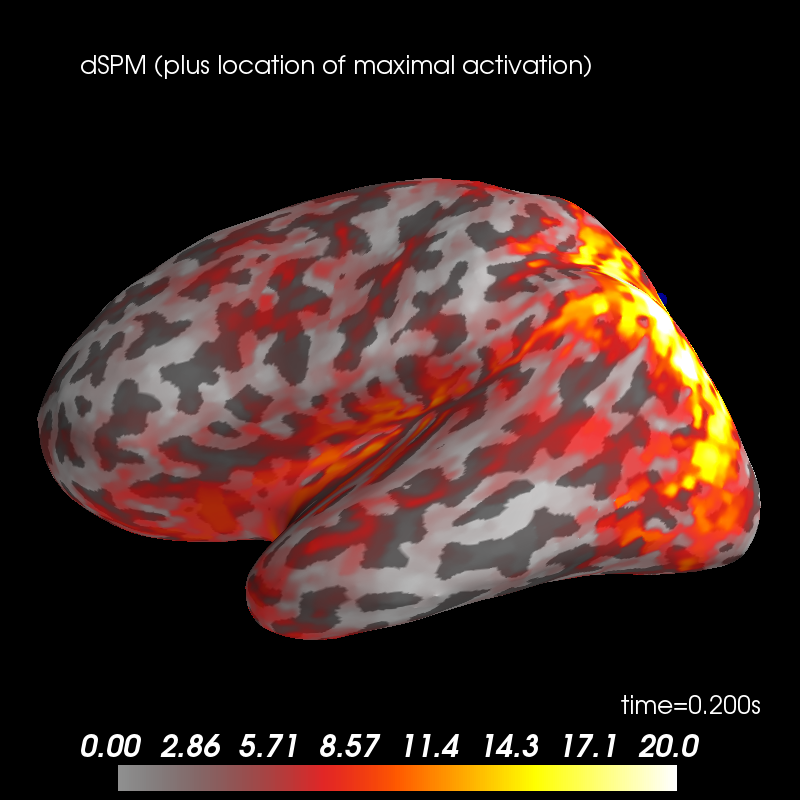 dSPM (plus location of maximal activation)
time=0.200s
0.00 2.86 5.71 8.57 11.4 14.3 17.1 20.0